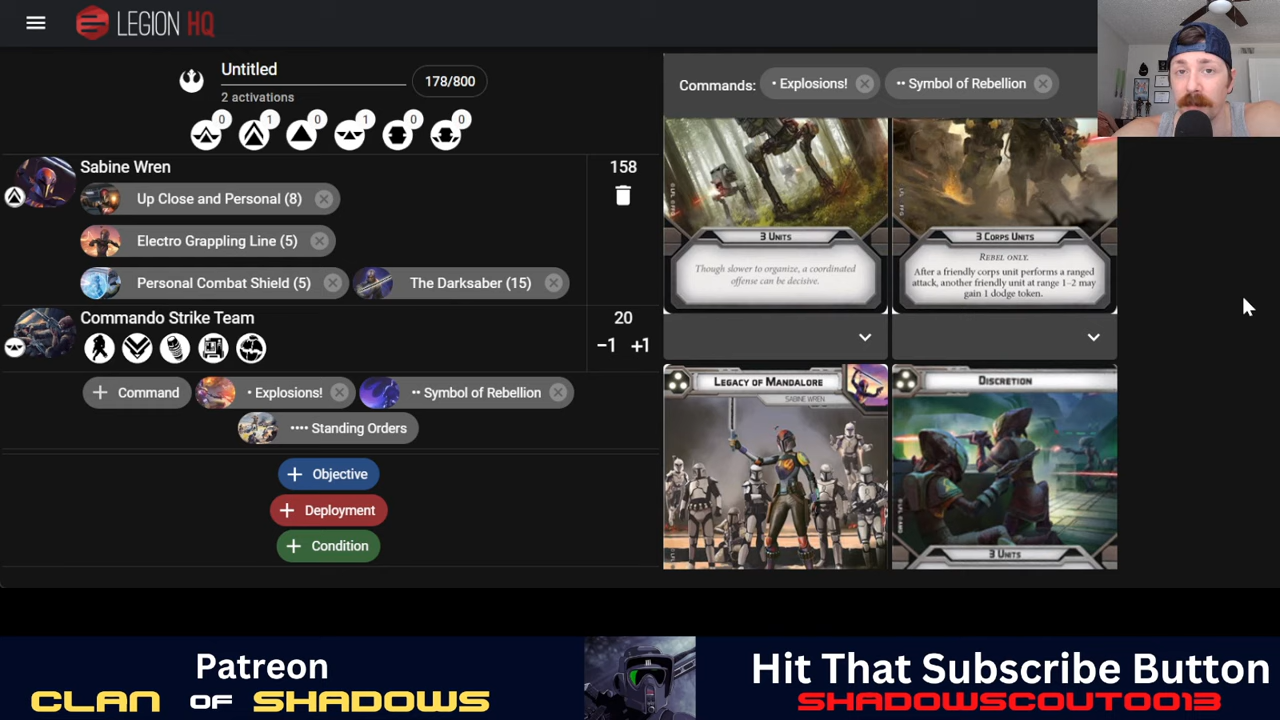 LEGION HQ
Untitled
178/800
2 activations
0 1 0 1 0 0
Sabine Wren
158
Up Close and Personal (8)
Electro Grappling Line (5)
Personal Combat Shield (5)
The Darksaber (15)
Commando Strike Team
20
−1 +1
+ Command
• Explosions!
•• Symbol of Rebellion
•••• Standing Orders
+ Objective
+ Deployment
+ Condition
Commands:
• Explosions!
•• Symbol of Rebellion
3 UNITS
Though slower to organize, a coordinated
offense can be decisive.
3 CORPS UNITS
REBEL ONLY.
After a friendly corps unit performs a ranged
attack, another friendly unit at range 1–2 may
gain 1 dodge token.
LEGACY OF MANDALORE
SABINE WREN
DISCRETION
3 UNITS
Patreon
CLAN OF SHADOWS
Hit That Subscribe Button
SHADOWSCOUT0013